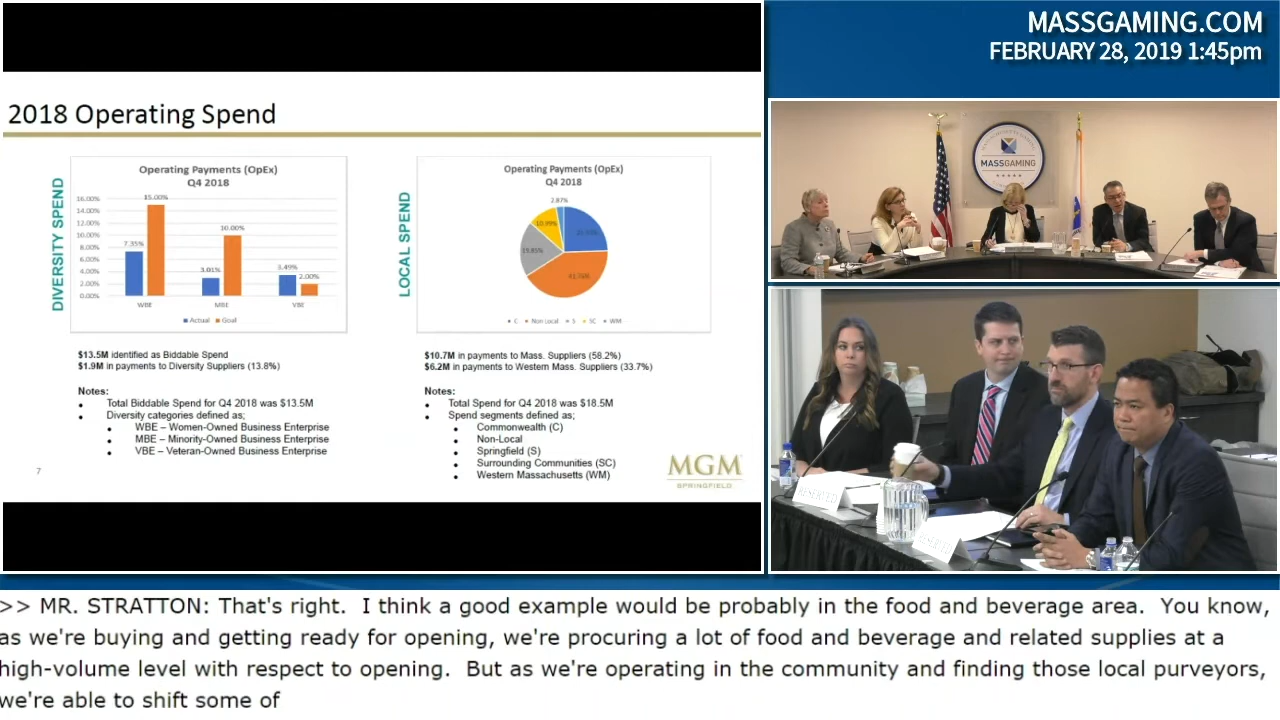 MASSGAMING.COM
FEBRUARY 28, 2019 1:45pm
2018 Operating Spend
DIVERSITY SPEND
Operating Payments (OpEx)
Q4 2018
16.00%
14.00%
12.00%
10.00%
8.00%
6.00%
4.00%
2.00%
0.00%
7.35%
15.00%
3.01%
10.00%
3.49%
2.00%
WBE
MBE
VBE
Actual
Goal
$13.5M identified as Biddable Spend
$1.9M in payments to Diversity Suppliers (13.8%)
Notes:
Total Biddable Spend for Q4 2018 was $13.5M
Diversity categories defined as;
WBE – Women-Owned Business Enterprise
MBE – Minority-Owned Business Enterprise
VBE – Veteran-Owned Business Enterprise
LOCAL SPEND
Operating Payments (OpEx)
Q4 2018
2.87%
41.76%
C
Non Local
S
SC
WM
$10.7M in payments to Mass. Suppliers (58.2%)
$6.2M in payments to Western Mass. Suppliers (33.7%)
Notes:
Total Spend for Q4 2018 was $18.5M
Spend segments defined as;
Commonwealth (C)
Non-Local
Springfield (S)
Surrounding Communities (SC)
Western Massachusetts (WM)
7
MGM
SPRINGFIELD
MASSGAMING
RESERVED
RESERVED
>> MR. STRATTON: That's right. I think a good example would be probably in the food and beverage area. You know,
as we're buying and getting ready for opening, we're procuring a lot of food and beverage and related supplies at a
high-volume level with respect to opening. But as we're operating in the community and finding those local purveyors,
we're able to shift some of